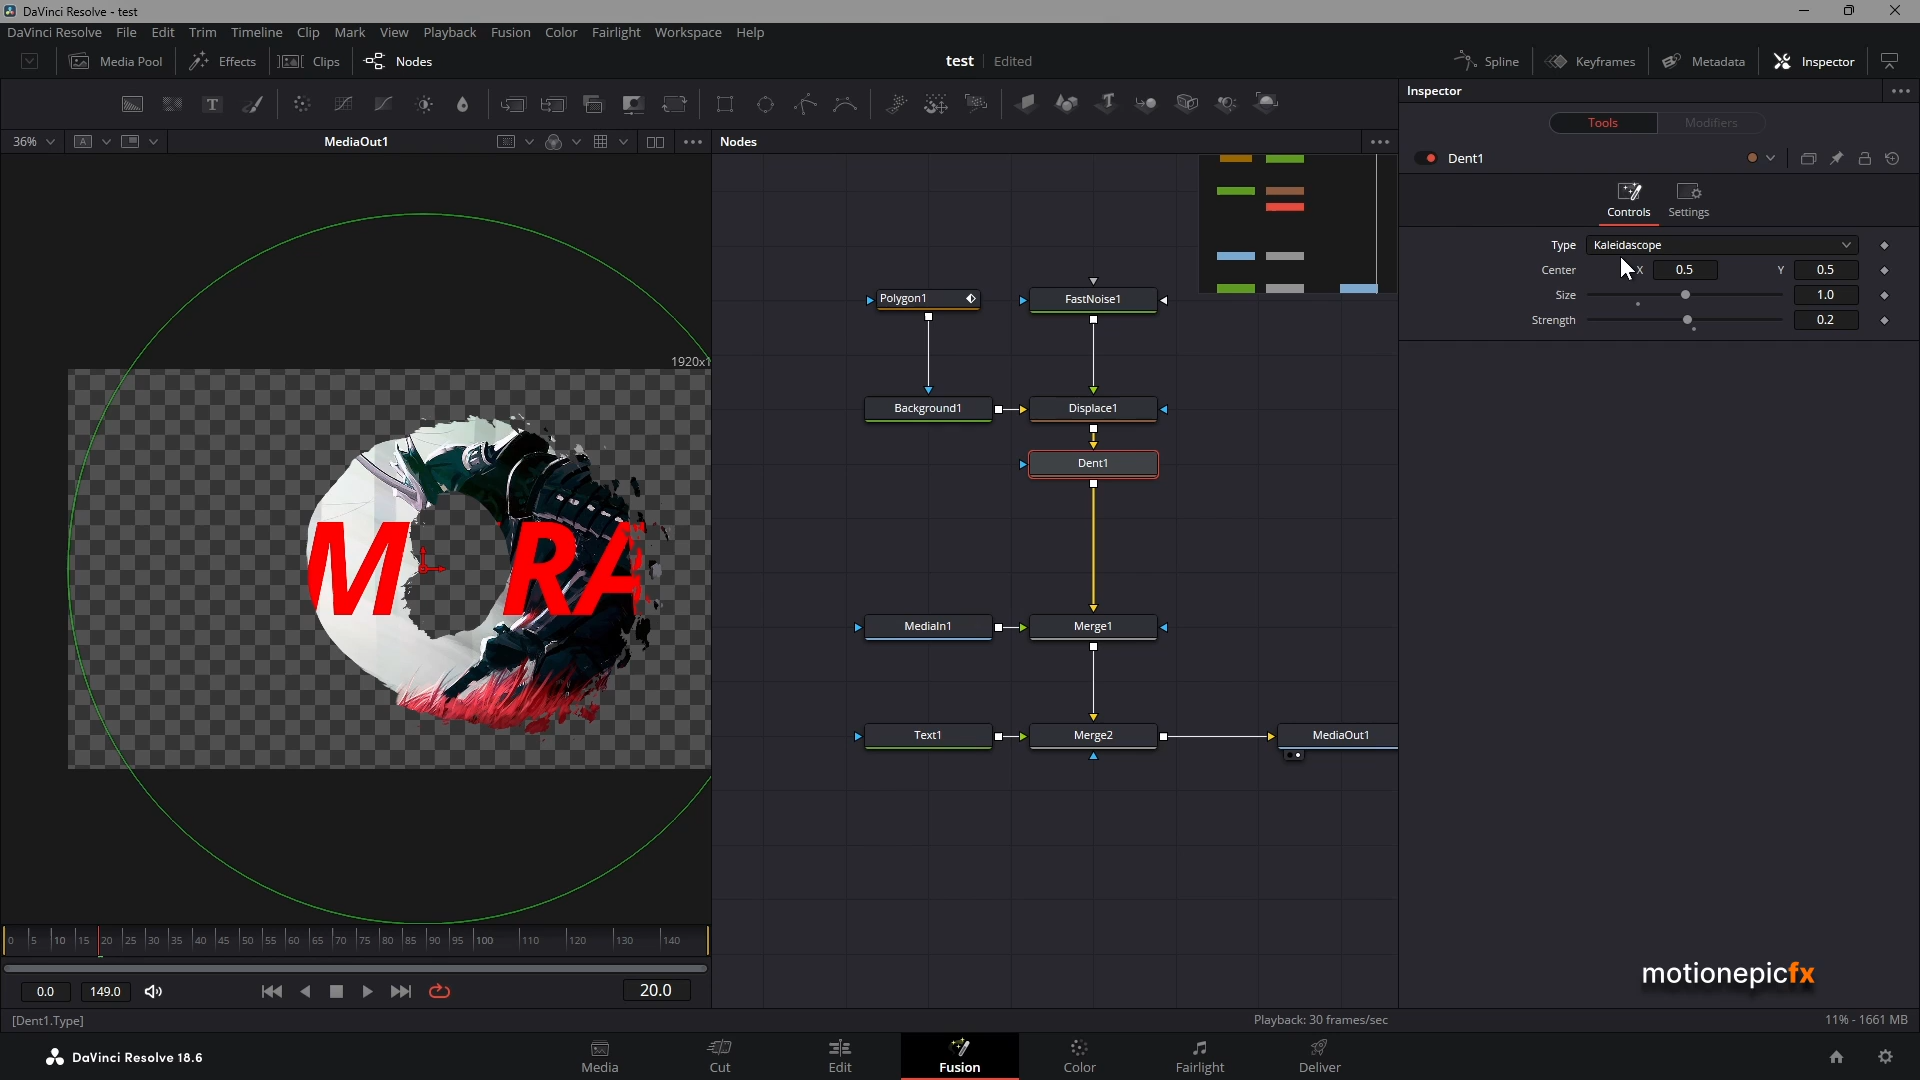 DaVinci Resolve - test
DaVinci Resolve File Edit Trim Timeline Clip Mark View Playback Fusion Color Fairlight Workspace Help
Media Pool Effects Clips Nodes test Edited Spline Keyframes Metadata Inspector
Inspector
Tools Modifiers
36% A MediaOut1 Nodes
Dent1
Controls Settings
Type Kaleidascope
Center X 0.5 Y 0.5
Size 1.0
Strength 0.2
Polygon1 FastNoise1
1920x1
Background1 Displace1
Dent1
M RA
MediaIn1 Merge1
Text1 Merge2 MediaOut1
0 5 10 15 20 25 30 35 40 45 50 55 60 65 70 75 80 85 90 95 100 110 120 130 140
0.0 149.0 20.0
motionepicfx
[Dent1.Type] Playback: 30 frames/sec 11% - 1661 MB
DaVinci Resolve 18.6
Media Cut Edit Fusion Color Fairlight Deliver